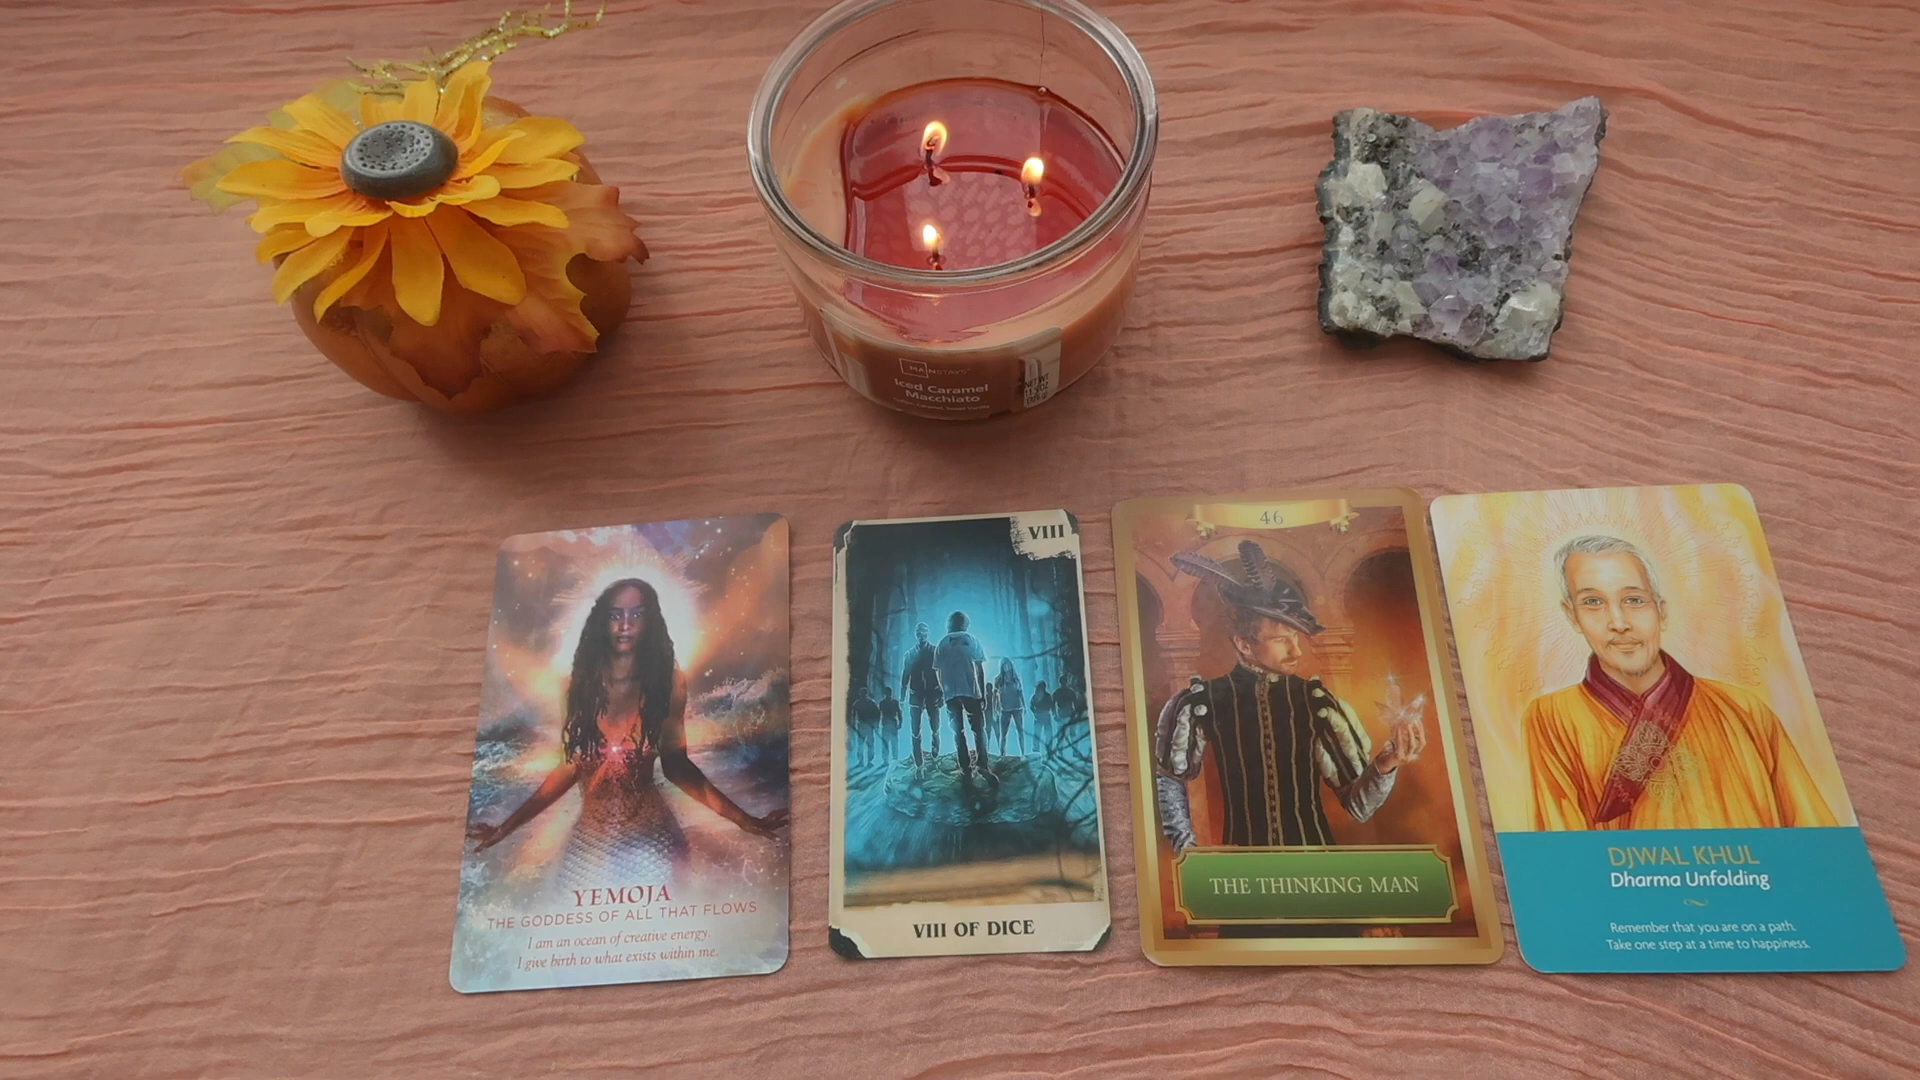 MAINSTAYS
Iced Caramel
Macchiato
YEMOJA
THE GODDESS OF ALL THAT FLOWS
I am an ocean of creative energy.
I give birth to what exists within me.
VIII
VIII OF DICE
46
THE THINKING MAN
DJWAL KHUL
Dharma Unfolding
Remember that you are on a path.
Take one step at a time to happiness.